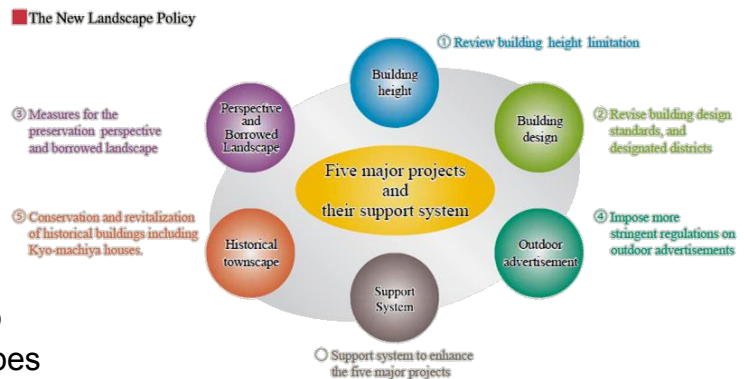 The New Landscape Policy
① Review building height limitation
Building
height
③ Measures for the
preservation perspective
and borrowed landscape
Perspective
and
Borrowed
Landscape
Building
design
② Revise building design
standards, and
designated districts
Five major projects
and
their support system
⑤ Conservation and revitalization
of historical buildings including
Kyo-machiya houses.
Historical
townscape
Outdoor
advertisement
④ Impose more
stringent regulations on
outdoor advertisements
Support
System
○ Support system to enhance
the five major projects